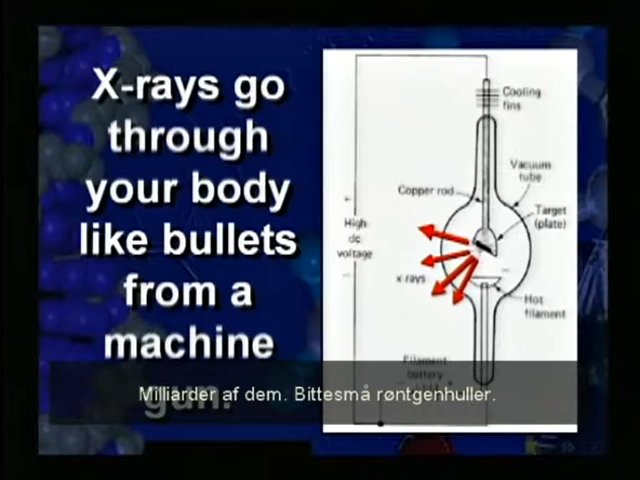 X-rays go
through
your body
like bullets
from a
machine
gun.
Cooling
fins
Vacuum
tube
Copper rod
Target
(plate)
+
High
dc
voltage
−
x rays
Hot
filament
Filament
battery
Milliarder af dem. Bittesmå røntgenhuller.